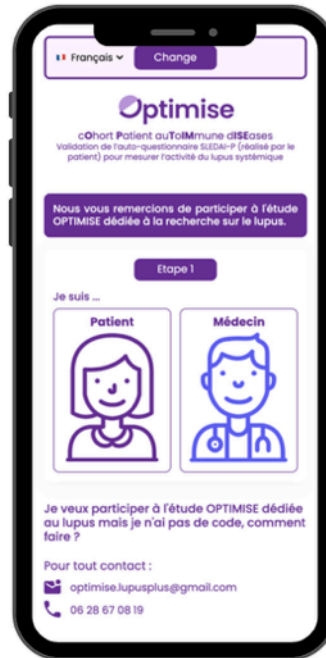 Français
Change
Optimise
cOhort Patient auToIMmune dISEases
Validation de l'auto-questionnaire SLEDAI-P (réalisé par le
patient) pour mesurer l'activité du lupus systémique
Nous vous remercions de participer à l'étude
OPTIMISE dédiée à la recherche sur le lupus.
Etape 1
Je suis ...
Patient
Médecin
Je veux participer à l'étude OPTIMISE dédiée
au lupus mais je n'ai pas de code, comment
faire ?
Pour tout contact :
optimise.lupusplus@gmail.com
06 28 67 08 19